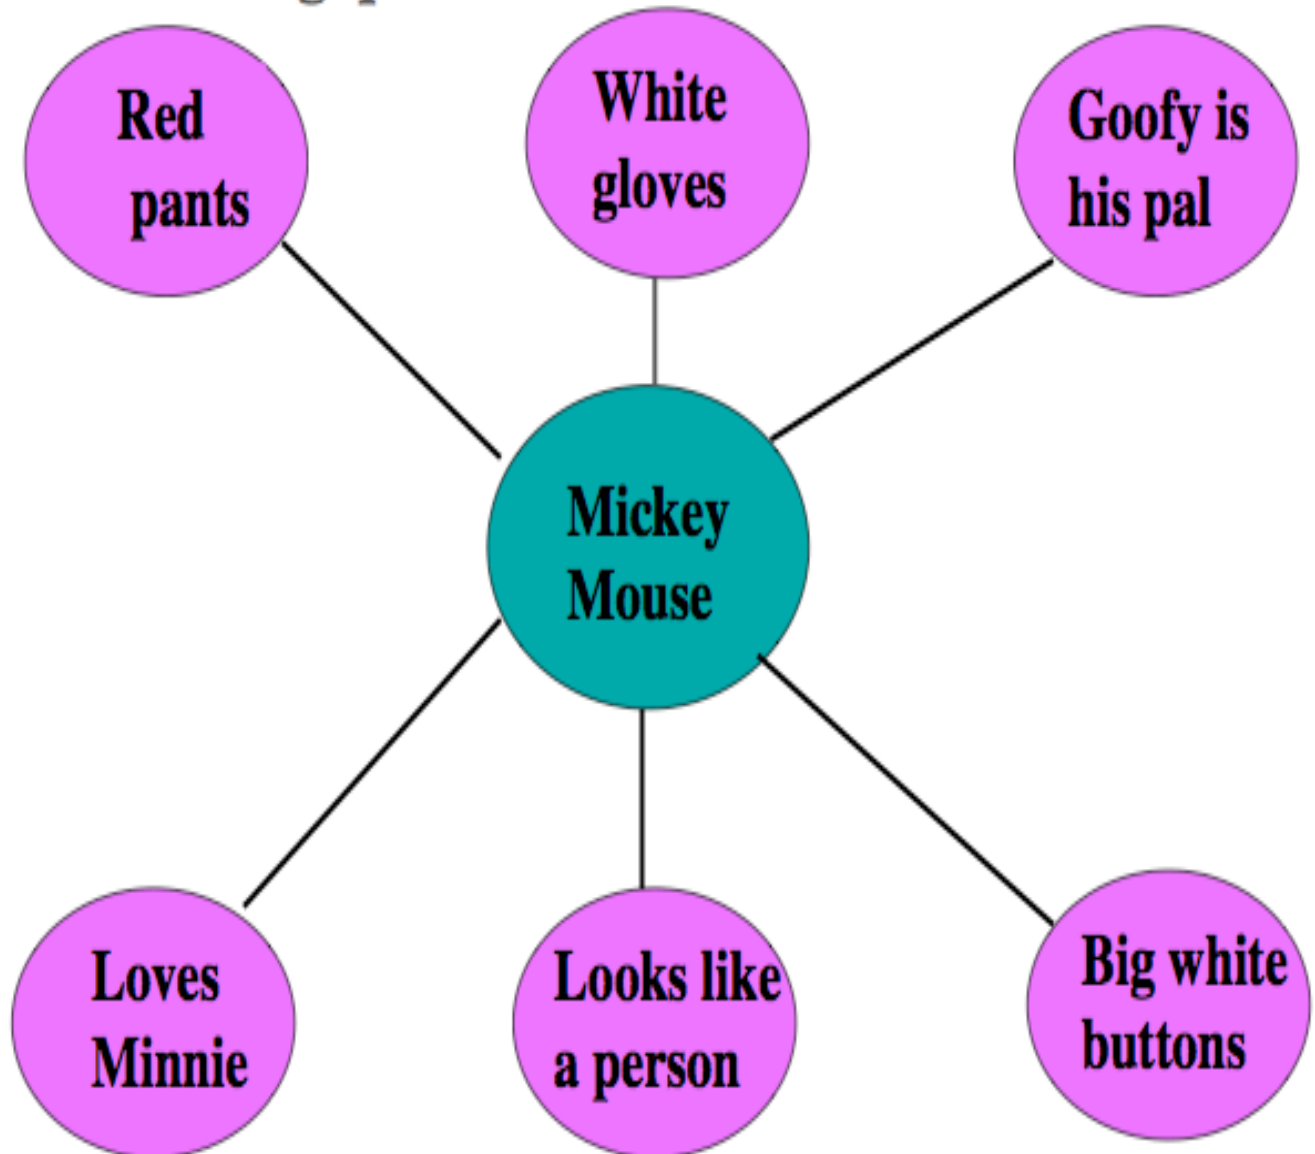 Red
pants
White
gloves
Goofy is
his pal
Mickey
Mouse
Loves
Minnie
Looks like
a person
Big white
buttons